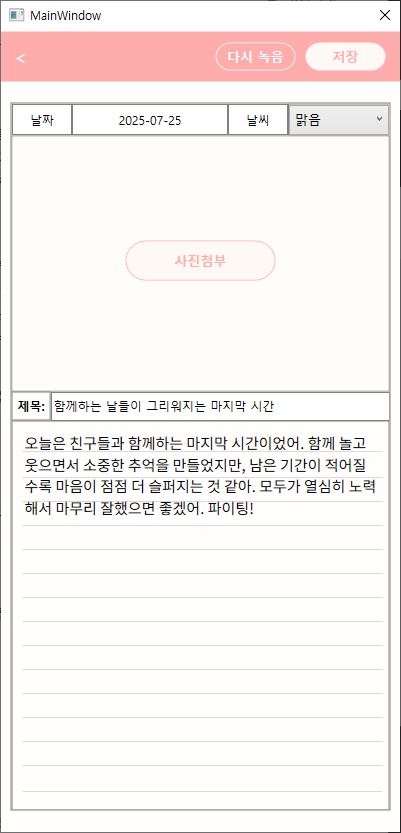 MainWindow
< 다시 녹음 저장
날짜 2025-07-25 날씨 맑음
사진첨부
제목: 함께하는 날들이 그리워지는 마지막 시간
오늘은 친구들과 함께하는 마지막 시간이었어. 함께 놀고
웃으면서 소중한 추억을 만들었지만, 남은 기간이 적어질
수록 마음이 점점 더 슬퍼지는 것 같아. 모두가 열심히 노력
해서 마무리 잘했으면 좋겠어. 파이팅!